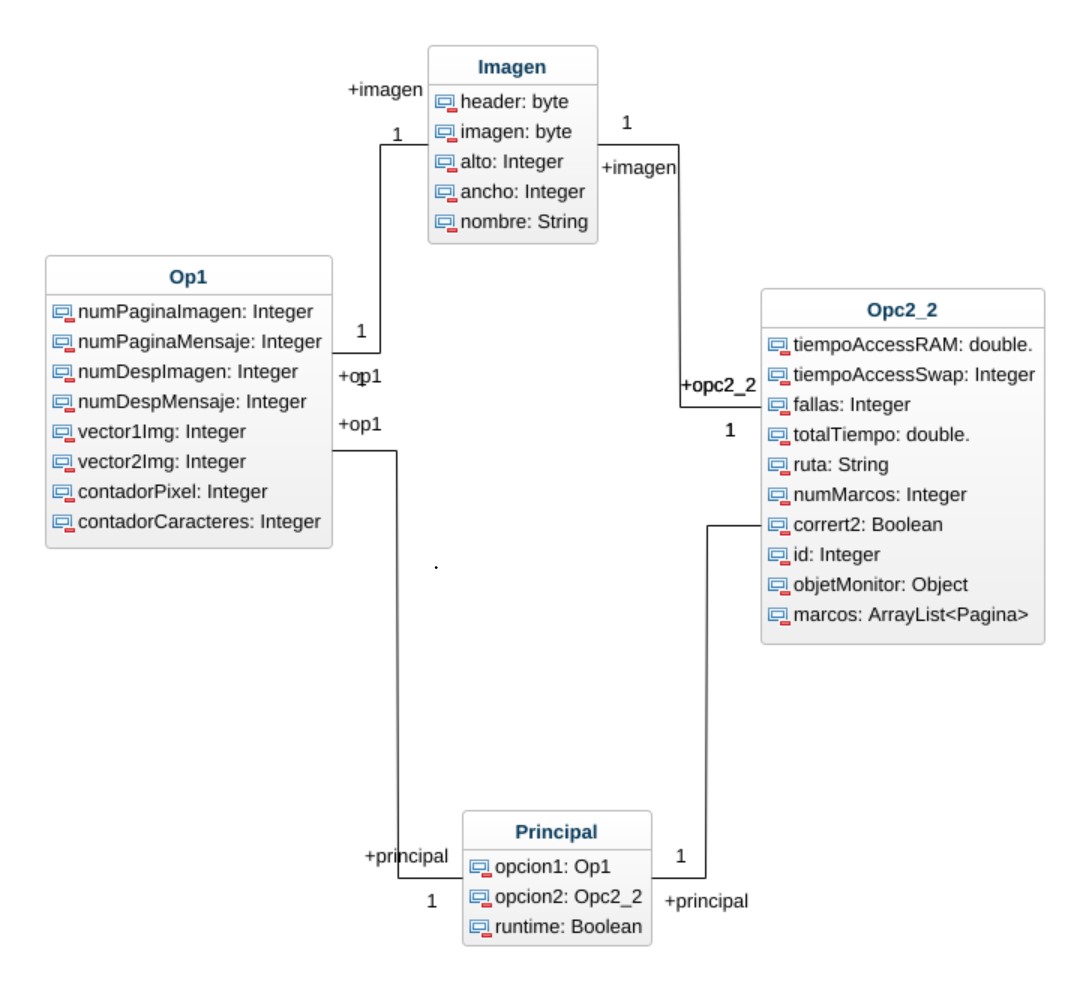 Imagen
+imagen
header: byte
imagen: byte
alto: Integer
ancho: Integer
nombre: String
1
1
+imagen
Op1
numPaginaImagen: Integer
numPaginaMensaje: Integer
numDespImagen: Integer
numDespMensaje: Integer
vector1Img: Integer
vector2Img: Integer
contadorPixel: Integer
contadorCaracteres: Integer
1
+op1
1
+op1
Opc2_2
tiempoAccessRAM: double.
tiempoAccessSwap: Integer
fallas: Integer
totalTiempo: double.
ruta: String
numMarcos: Integer
corrert2: Boolean
id: Integer
objetMonitor: Object
marcos: ArrayList<Pagina>
+opc2_2
1
Principal
opcion1: Op1
opcion2: Opc2_2
runtime: Boolean
+principal
1
1
+principal